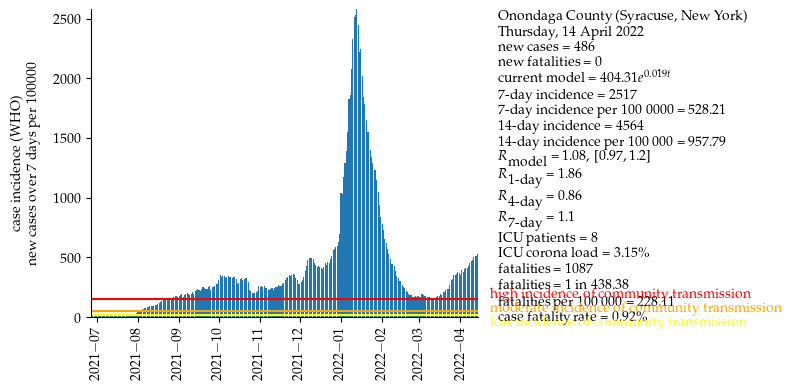 2500
2000
1500
1000
500
0
case incidence (WHO)
new cases over 7 days per 100000
2021−07
2021−08
2021−09
2021−10
2021−11
2021−12
2022−01
2022−02
2022−03
2022−04
Onondaga County (Syracuse, New York)
Thursday, 14 April 2022
new cases = 486
new fatalities = 0
current model = 404.31e^0.019t
7-day incidence = 2517
7-day incidence per 100 0000 = 528.21
14-day incidence = 4564
14-day incidence per 100 000 = 957.79
R_model = 1.08, [0.97, 1.2]
R_1-day = 1.86
R_4-day = 0.86
R_7-day = 1.1
ICU patients = 8
ICU corona load = 3.15%
fatalities = 1087
fatalities = 1 in 438.38
high incidence of community transmission
fatalities per 100 000 = 228.11
moderate incidence of community transmission
case fatality rate = 0.92%
low incidence of community transmission